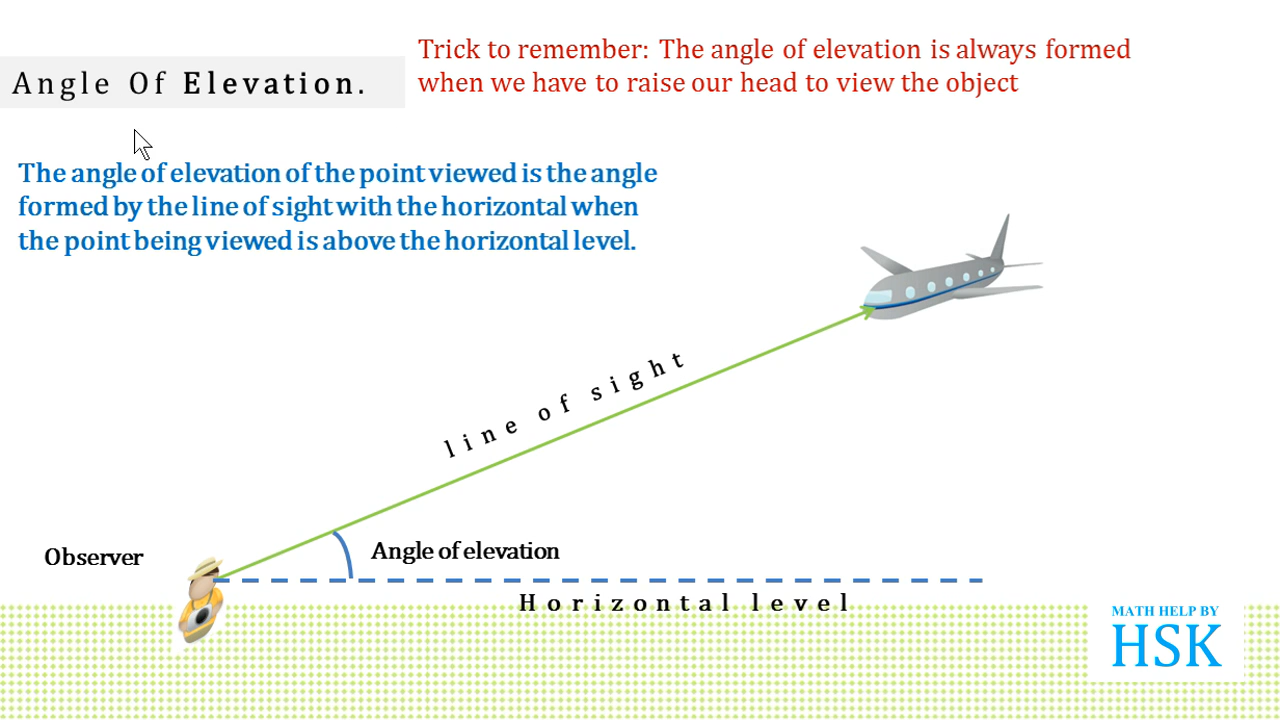 Angle Of Elevation.
Trick to remember: The angle of elevation is always formed
when we have to raise our head to view the object
The angle of elevation of the point viewed is the angle
formed by the line of sight with the horizontal when
the point being viewed is above the horizontal level.
line of sight
Observer
Angle of elevation
Horizontal level
MATH HELP BY
HSK